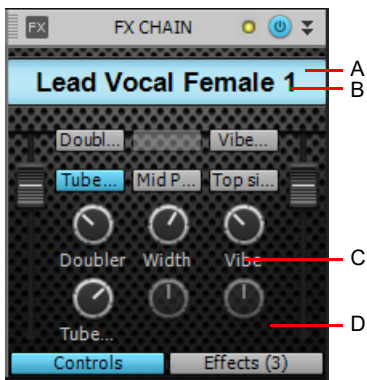 FX FX CHAIN
A
Lead Vocal Female 1
B
Doubl... Vibe...
Tube... Mid P... Top si...
Doubler Width Vibe
C
D
Tube...
Controls Effects (3)